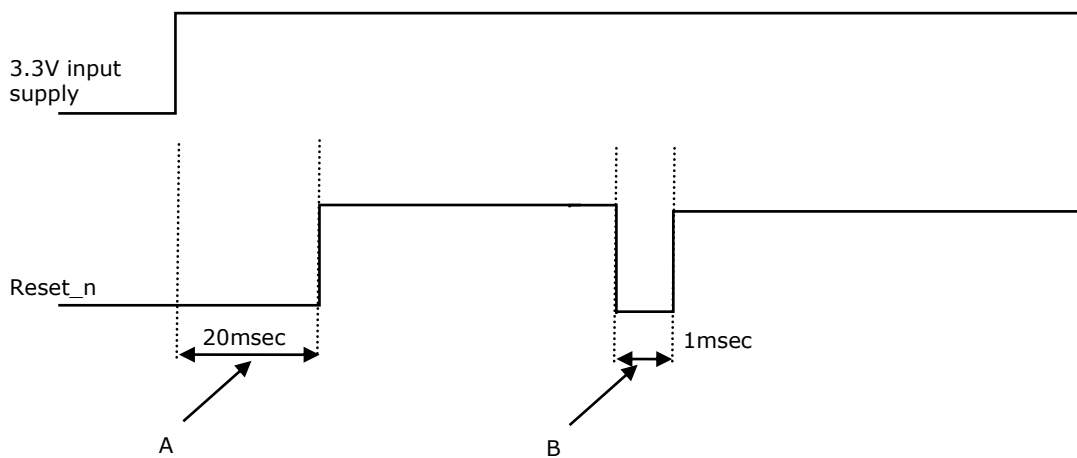 3.3V input
supply
Reset_n
20msec
1msec
A
B